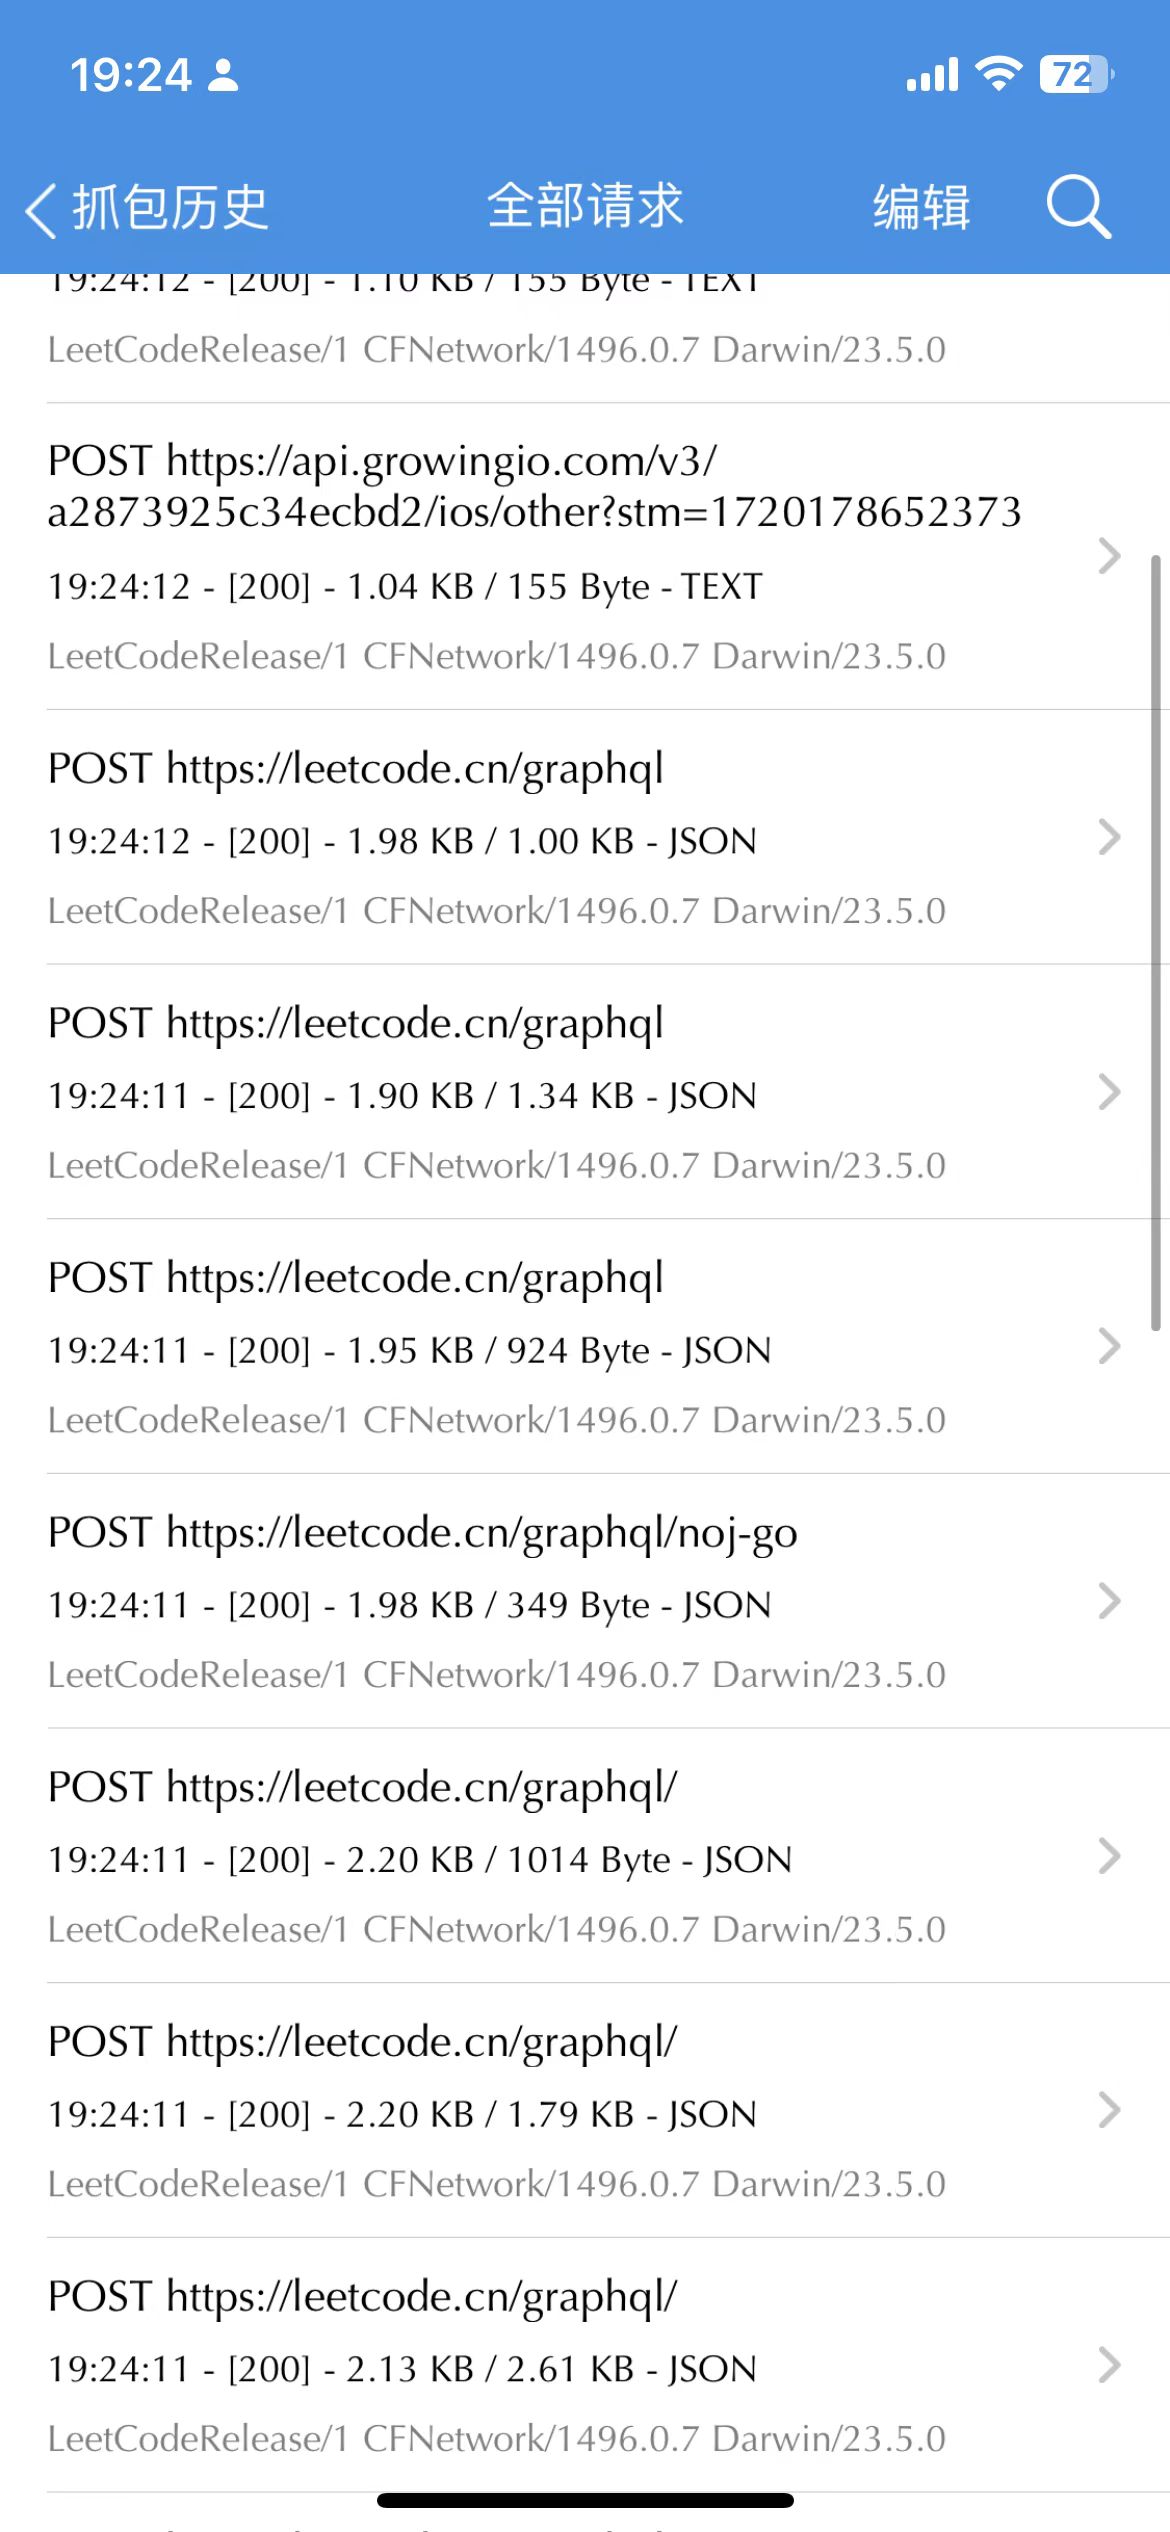 19:24
72
抓包历史 全部请求 编辑
19:24:12 - [200] - 1.10 KB / 155 Byte - TEXT
LeetCodeRelease/1 CFNetwork/1496.0.7 Darwin/23.5.0
POST https://api.growingio.com/v3/
a2873925c34ecbd2/ios/other?stm=1720178652373
19:24:12 - [200] - 1.04 KB / 155 Byte - TEXT
LeetCodeRelease/1 CFNetwork/1496.0.7 Darwin/23.5.0
POST https://leetcode.cn/graphql
19:24:12 - [200] - 1.98 KB / 1.00 KB - JSON
LeetCodeRelease/1 CFNetwork/1496.0.7 Darwin/23.5.0
POST https://leetcode.cn/graphql
19:24:11 - [200] - 1.90 KB / 1.34 KB - JSON
LeetCodeRelease/1 CFNetwork/1496.0.7 Darwin/23.5.0
POST https://leetcode.cn/graphql
19:24:11 - [200] - 1.95 KB / 924 Byte - JSON
LeetCodeRelease/1 CFNetwork/1496.0.7 Darwin/23.5.0
POST https://leetcode.cn/graphql/noj-go
19:24:11 - [200] - 1.98 KB / 349 Byte - JSON
LeetCodeRelease/1 CFNetwork/1496.0.7 Darwin/23.5.0
POST https://leetcode.cn/graphql/
19:24:11 - [200] - 2.20 KB / 1014 Byte - JSON
LeetCodeRelease/1 CFNetwork/1496.0.7 Darwin/23.5.0
POST https://leetcode.cn/graphql/
19:24:11 - [200] - 2.20 KB / 1.79 KB - JSON
LeetCodeRelease/1 CFNetwork/1496.0.7 Darwin/23.5.0
POST https://leetcode.cn/graphql/
19:24:11 - [200] - 2.13 KB / 2.61 KB - JSON
LeetCodeRelease/1 CFNetwork/1496.0.7 Darwin/23.5.0